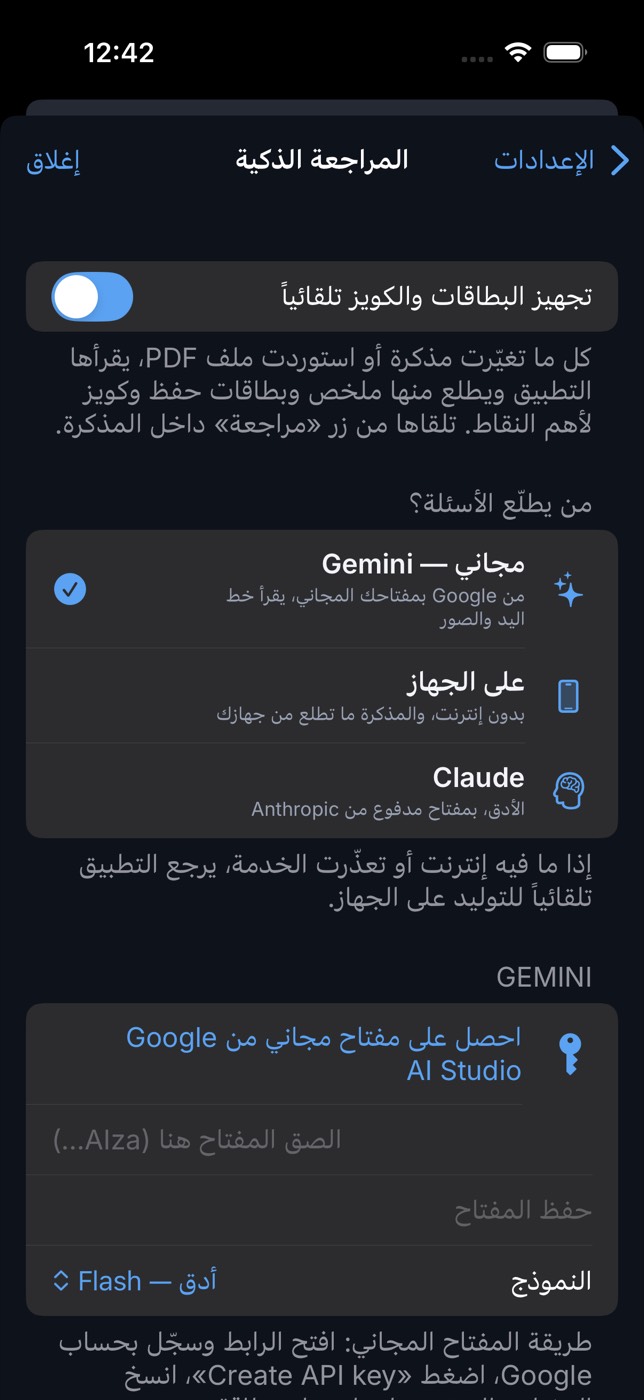 12:42
الإعدادات
المراجعة الذكية
إغلاق
تجهيز البطاقات والكويز تلقائياً
كل ما تغيّرت مذكرة أو استوردت ملف PDF، يقرأها
التطبيق ويطلع منها ملخص وبطاقات حفظ وكويز
لأهم النقاط. تلقاها من زر «مراجعة» داخل المذكرة.
من يطلّع الأسئلة؟
Gemini — مجاني
من Google بمفتاحك المجاني، يقرأ خط
اليد والصور
على الجهاز
بدون إنترنت، والمذكرة ما تطلع من جهازك
Claude
الأدق، بمفتاح مدفوع من Anthropic
إذا ما فيه إنترنت أو تعذّرت الخدمة، يرجع التطبيق
تلقائياً للتوليد على الجهاز.
GEMINI
احصل على مفتاح مجاني من Google
AI Studio
الصق المفتاح هنا (AIza...)
حفظ المفتاح
النموذج
Flash — أدق
طريقة المفتاح المجاني: افتح الرابط وسجّل بحساب
Google، اضغط «Create API key»، انسخ